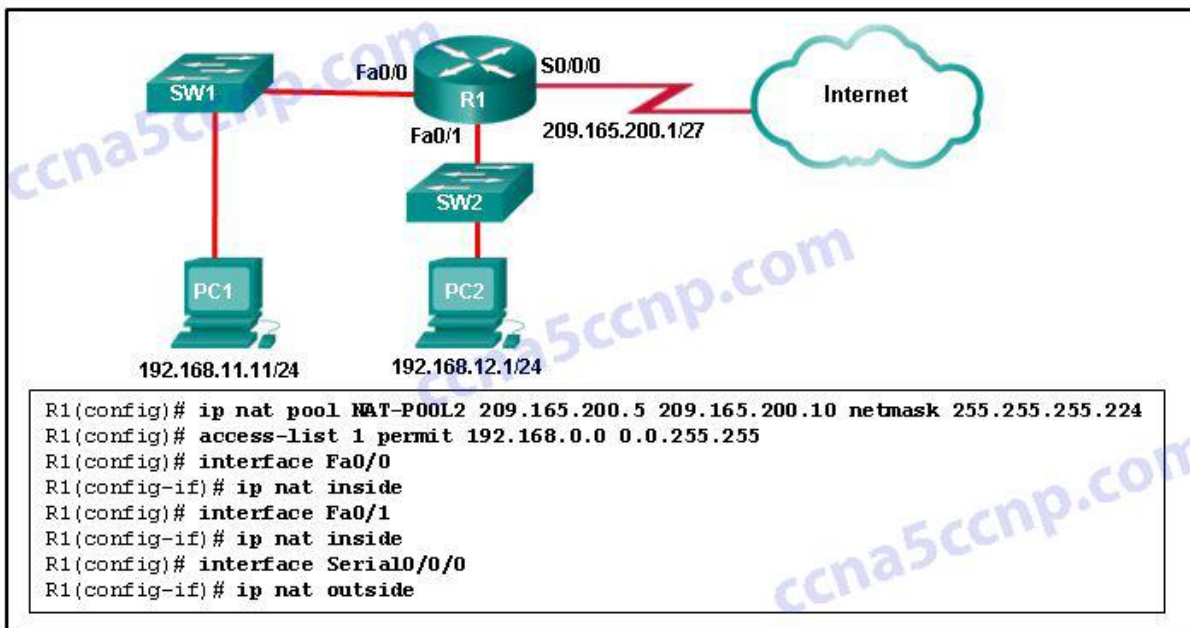 Fa0/0
S0/0/0
SW1
R1
Internet
Fa0/1
209.165.200.1/27
SW2
PC1
PC2
192.168.11.11/24
192.168.12.1/24
R1(config)# ip nat pool NAT-POOL2 209.165.200.5 209.165.200.10 netmask 255.255.255.224
R1(config)# access-list 1 permit 192.168.0.0 0.0.255.255
R1(config)# interface Fa0/0
R1(config-if)# ip nat inside
R1(config)# interface Fa0/1
R1(config-if)# ip nat inside
R1(config)# interface Serial0/0/0
R1(config-if)# ip nat outside
ccna5ccnp.com
ccna5ccnp.com
ccna5ccnp.com